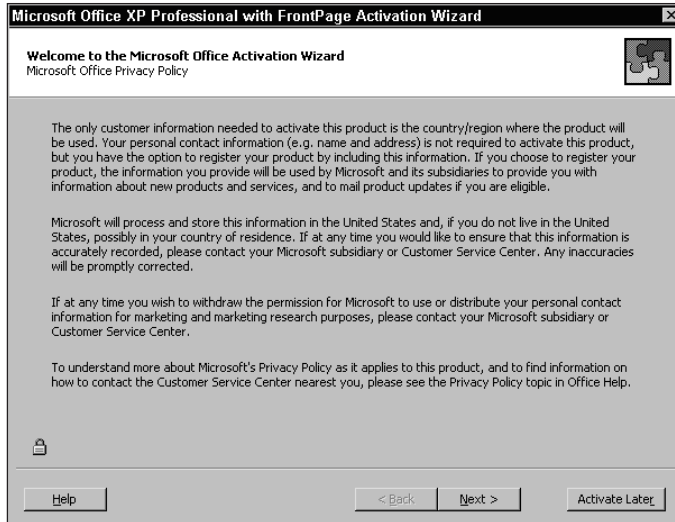 Microsoft Office XP Professional with FrontPage Activation Wizard
Welcome to the Microsoft Office Activation Wizard
Microsoft Office Privacy Policy
The only customer information needed to activate this product is the country/region where the product will
be used. Your personal contact information (e.g. name and address) is not required to activate this product,
but you have the option to register your product by including this information. If you choose to register your
product, the information you provide will be used by Microsoft and its subsidiaries to provide you with
information about new products and services, and to mail product updates if you are eligible.
Microsoft will process and store this information in the United States and, if you do not live in the United
States, possibly in your country of residence. If at any time you would like to ensure that this information is
accurately recorded, please contact your Microsoft subsidiary or Customer Service Center. Any inaccuracies
will be promptly corrected.
If at any time you wish to withdraw the permission for Microsoft to use or distribute your personal contact
information for marketing and marketing research purposes, please contact your Microsoft subsidiary or
Customer Service Center.
To understand more about Microsoft's Privacy Policy as it applies to this product, and to find information on
how to contact the Customer Service Center nearest you, please see the Privacy Policy topic in Office Help.
Help < Back Next > Activate Later